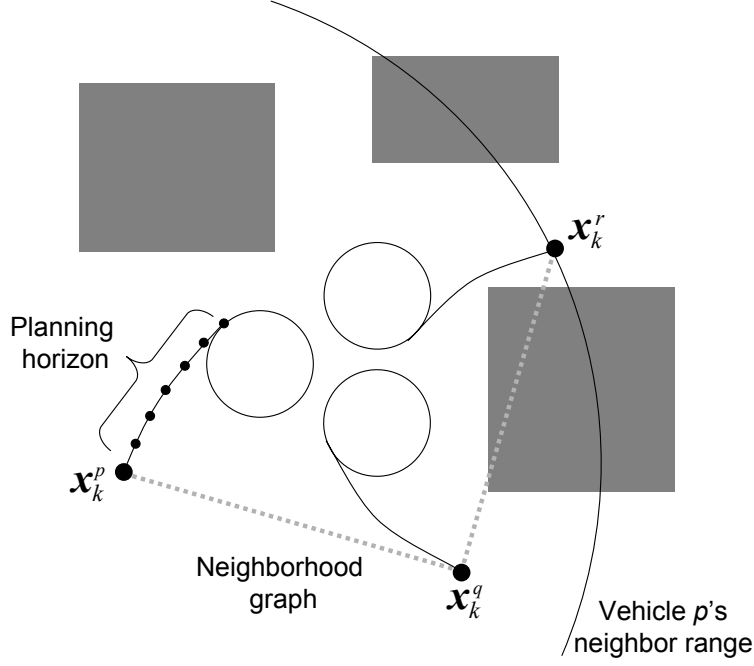 x_k^r
Planning
horizon
x_k^p
Neighborhood
graph
x_k^q
Vehicle p's
neighbor range